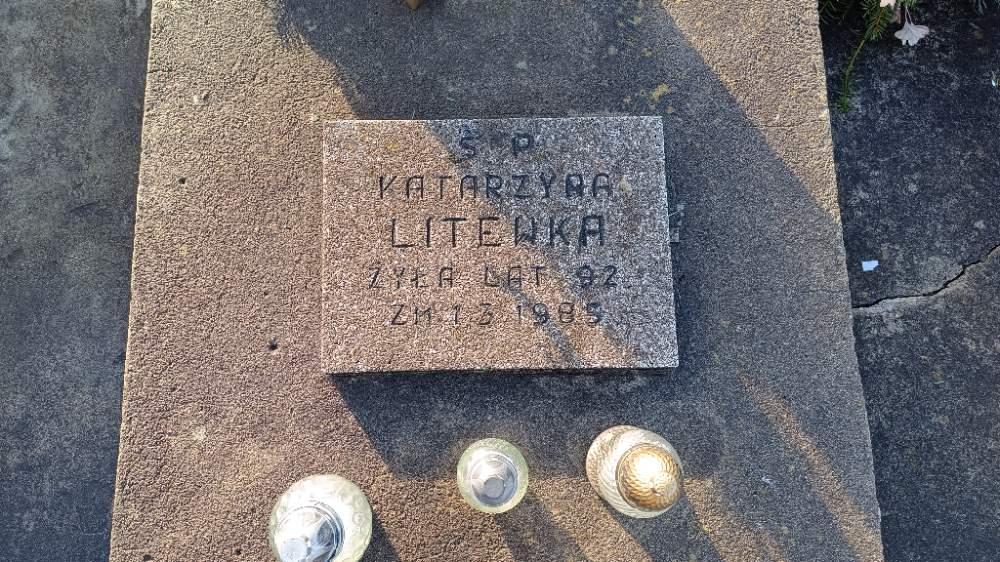 Ś P
KATARZYNA
LITEWKA
ŻYŁA LAT 92
ZM 1 3 1985